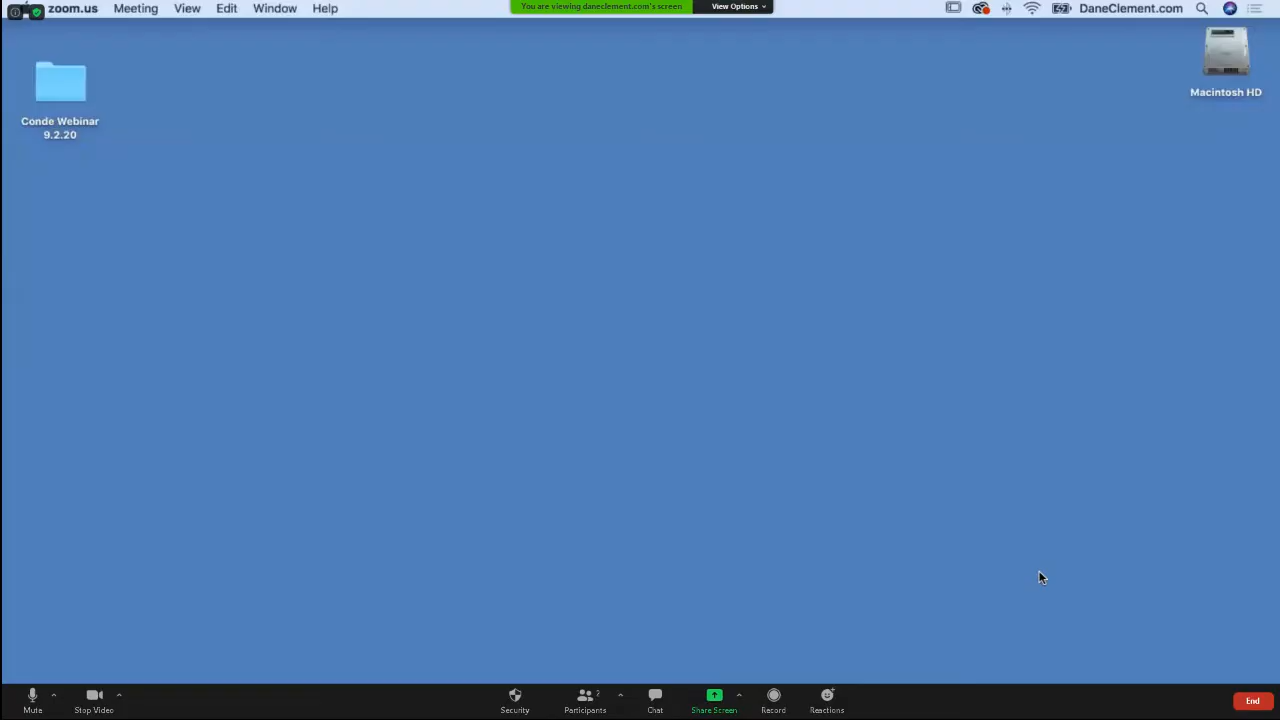 zoom.us Meeting View Edit Window Help
You are viewing daneclement.com's screen View Options
DaneClement.com
Macintosh HD
Conde Webinar
9.2.20
2
Mute Stop Video Security Participants Chat Share Screen Record Reactions End